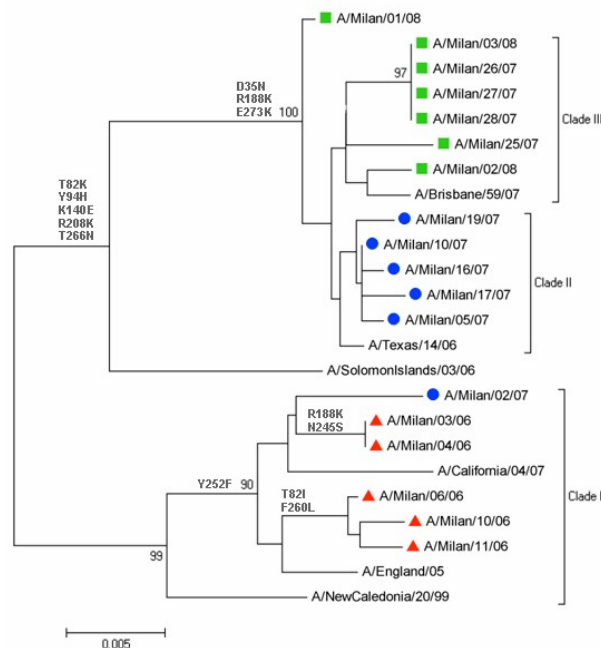 A/Milan/01/08
A/Milan/03/08
D35N
R188K
E273K
97
A/Milan/26/07
A/Milan/27/07
100
A/Milan/28/07
Clade III
A/Milan/25/07
A/Milan/02/08
T82K
Y94H
K140E
R208K
T266N
A/Brisbane/59/07
A/Milan/19/07
A/Milan/10/07
A/Milan/16/07
Clade II
A/Milan/17/07
A/Milan/05/07
A/Texas/14/06
A/SolomonIslands/03/06
A/Milan/02/07
R188K
N245S
A/Milan/03/06
A/Milan/04/06
A/California/04/07
Y252F
90
T82I
F260L
A/Milan/06/06
Clade I
A/Milan/10/06
99
A/Milan/11/06
A/England/05
A/NewCaledonia/20/99
0.005